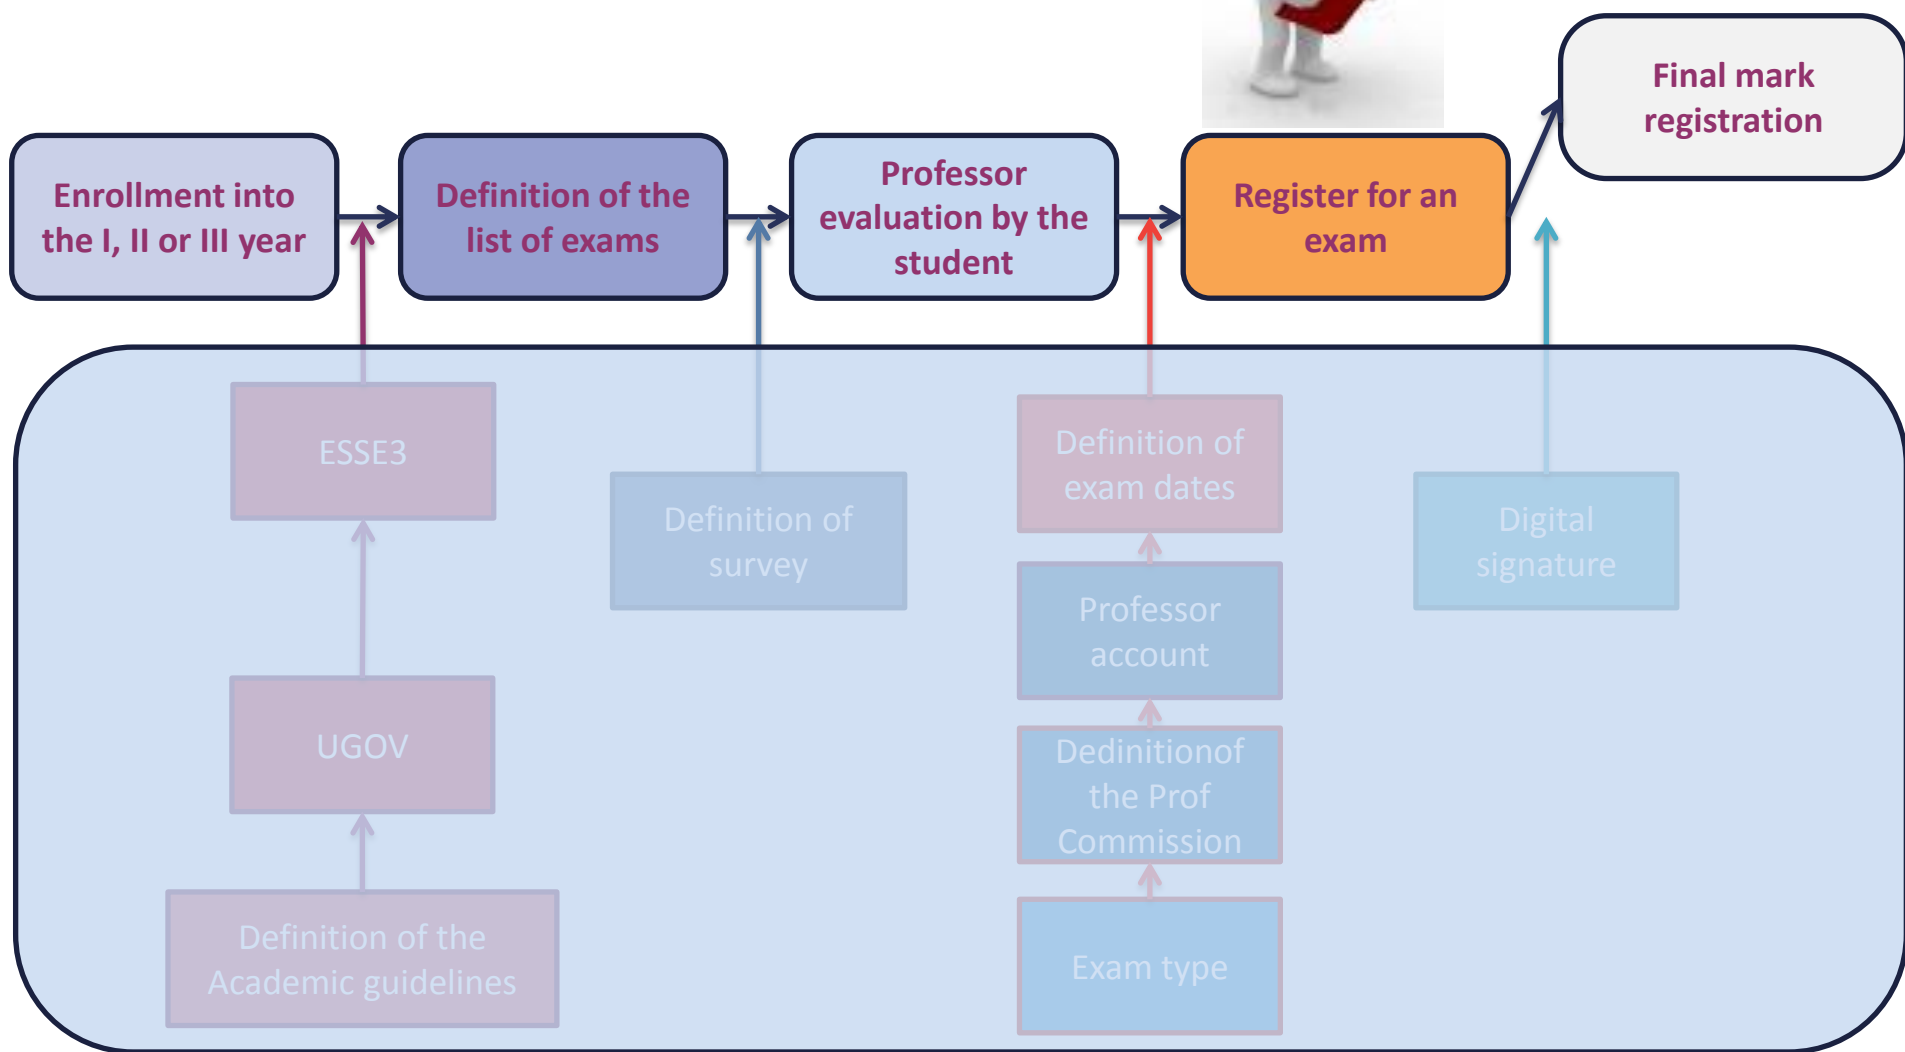 Final mark
registration
Enrollment into
the I, II or III year
Definition of the
list of exams
Professor
evaluation by the
student
Register for an
exam
ESSE3
UGOV
Definition of the
Academic guidelines
Definition of
survey
Definition of
exam dates
Professor
account
Dedinitionof
the Prof
Commission
Exam type
Digital
signature